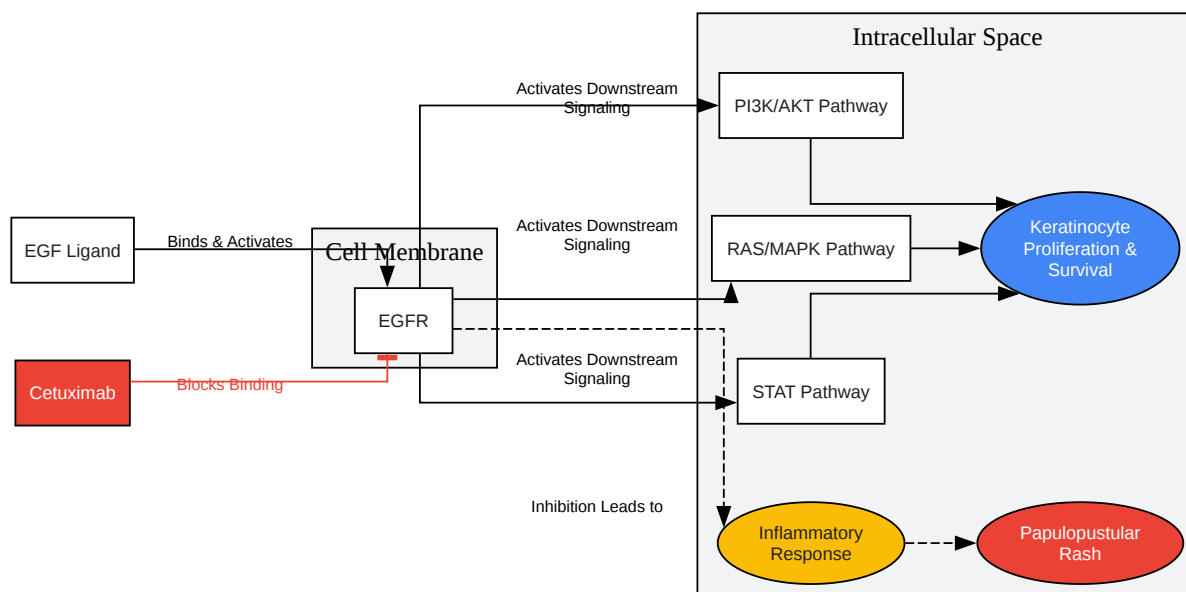 Intracellular Space
Activates Downstream
Signaling
PI3K/AKT Pathway
EGF Ligand
Binds & Activates
Cell Membrane
Activates Downstream
Signaling
RAS/MAPK Pathway
Keratinocyte
Proliferation &
Survival
EGFR
Cetuximab
Blocks Binding
Activates Downstream
Signaling
STAT Pathway
Inhibition Leads to
Inflammatory
Response
Papulopustular
Rash